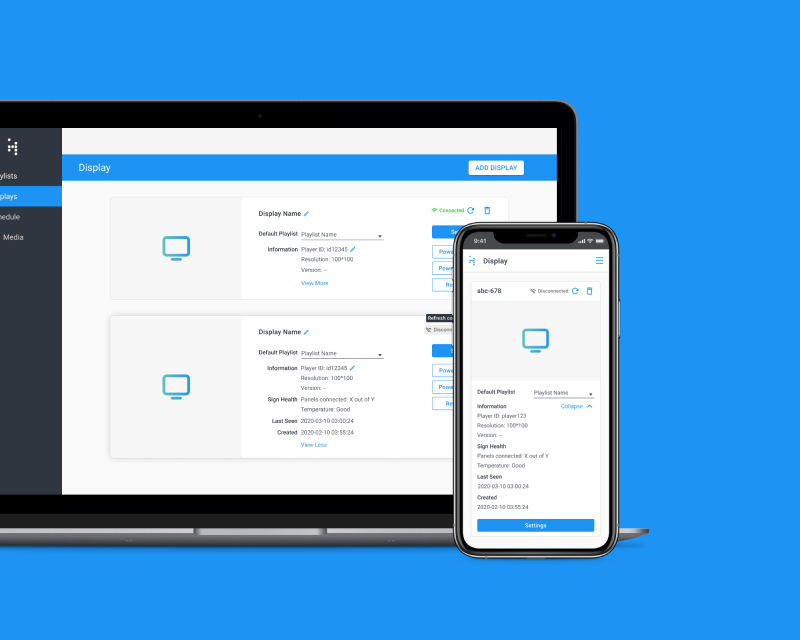 ylists
plays
nedule
Media
Display
ADD DISPLAY
Display Name
Connected
Default Playlist Playlist Name
Information Player ID: id12345
Resolution: 100*100
Version: --
View More
Se
Powe
Powe
Re
Display Name
Refresh co
Disconn
Default Playlist Playlist Name
Information Player ID: id12345
Resolution: 100*100
Version: --
Sign Health Panels connected: X out of Y
Temperature: Good
Last Seen 2020-03-10 03:00:24
Created 2020-02-10 03:55:24
View Less
Powe
Powe
Re
9:41
Display
abc-678 Disconnected
Default Playlist Playlist Name
Information Collapse
Player ID: player123
Resolution: 100*100
Version: --
Sign Health
Panels connected: X out of Y
Temperature: Good
Last Seen
2020-03-10 03:00:24
Created
2020-02-10 03:55:24
Settings